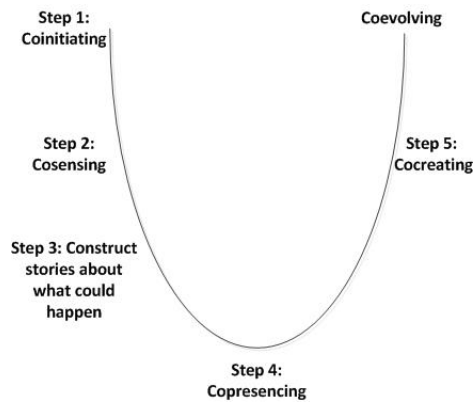 Step 1:
Coinitiating
Coevolving
Step 2:
Cosensing
Step 5:
Cocreating
Step 3: Construct
stories about
what could
happen
Step 4:
Copresencing